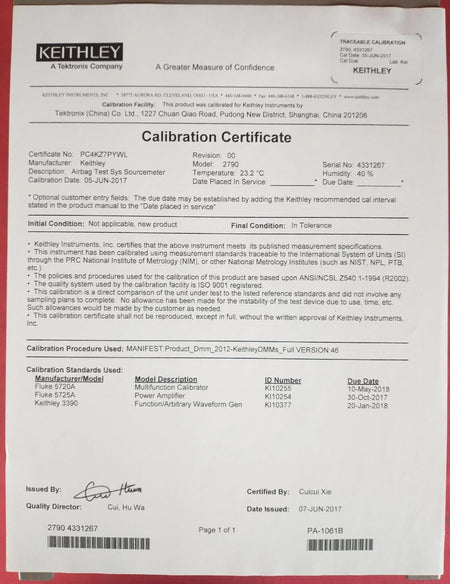 KEITHLEY
A Tektronix Company
A Greater Measure of Confidence
TRACEABLE CALIBRATION
2790, 4331267
Cal Date: 05-JUN-2017
Cal Due Lab: Kei
KEITHLEY
KEITHLEY INSTRUMENTS, INC. * 28775 AURORA RD, CLEVELAND, OHIO - USA * 440-248-0400 * Fax: 440-248-6168 * 1-888-KEITHLEY * www.keithley.com
Calibration Facility: This product was calibrated for Keithley Instruments by
Tektronix (China) Co. Ltd., 1227 Chuan Qiao Road, Pudong New District, Shanghai, China 201206
Calibration Certificate
Certificate No: PC4KZ7PYWL Revision: 00
Manufacturer: Keithley Model: 2790 Serial No: 4331267
Description: Airbag Test Sys Sourcemeter Temperature: 23.2 °C Humidity: 40 %
Calibration Date: 05-JUN-2017 Date Placed In Service: * Due Date: *
* Optional customer entry fields. The due date may be established by adding the Keithley recommended cal interval
stated in the product manual to the "Date placed in service"
Initial Condition: Not applicable, new product Final Condition: In Tolerance
• Keithley Instruments, Inc. certifies that the above instrument meets its published measurement specifications.
• This instrument has been calibrated using measurement standards traceable to the International System of Units (SI)
through the PRC National Institute of Metrology (NIM), or other National Metrology Institutes (such as NIST, NPL, PTB,
etc.).
• The policies and procedures used for the calibration of this product are based upon ANSI/NCSL Z540.1-1994 (R2002).
• The quality system used by the calibration facility is ISO 9001 registered.
• This calibration is a direct comparison of the unit under test to the listed reference standards and did not involve any
sampling plans to complete. No allowance has been made for the instability of the test device due to use, time, etc.
Such allowances would be made by the customer as needed.
• This calibration certificate shall not be reproduced, except in full, without the written approval of Keithley Instruments,
Inc.
Calibration Procedure Used: MANIFEST:Product_Dmm_2012-KeithleyDMMs_Full VERSION:46
Calibration Standards Used:
Manufacturer/Model Model Description KI Number Due Date
Fluke 5720A Multifunction Calibrator KI10255 10-May-2018
Fluke 5725A Power Amplifier KI10254 30-Oct-2017
Keithley 3390 Function/Arbitrary Waveform Gen KI10377 20-Jan-2018
Issued By: Certified By: Cuicui Xie
Quality Director: Cui, Hu Wa Date Issued: 07-JUN-2017
2790 4331267 Page 1 of 1 PA-1061B